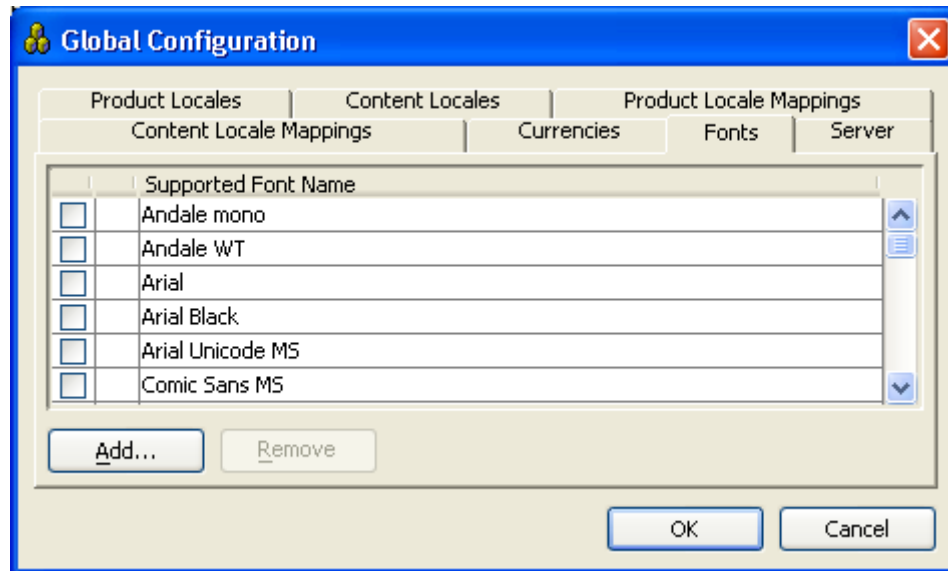 Global Configuration
Product Locales Content Locales Product Locale Mappings
Content Locale Mappings Currencies Fonts Server
Supported Font Name
Andale mono
Andale WT
Arial
Arial Black
Arial Unicode MS
Comic Sans MS
Add... Remove
OK Cancel